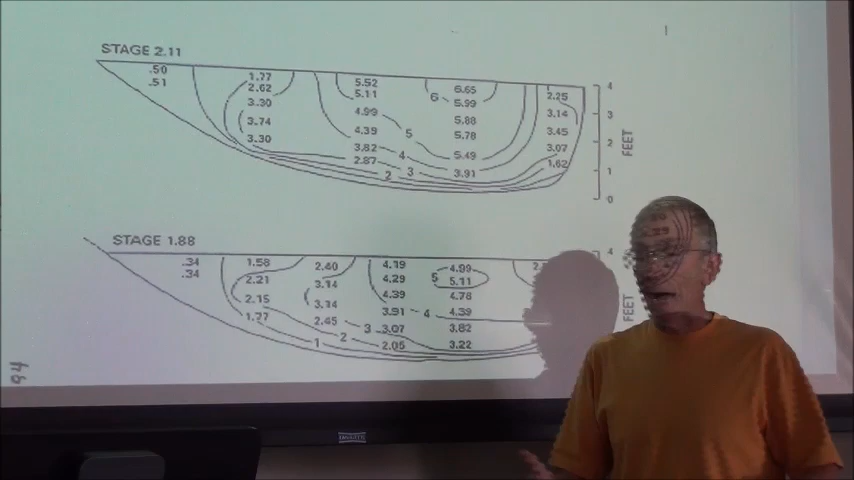 STAGE 2.11
.50 1.77 5.52 6.65 2.25 4
.51 2.62 5.11 6 5.99
3.30 4.99 5.88 3.14 3
3.74 4.39 5 5.78 3.45 FEET
3.30 3.82 4 5.49 3.07 2
2.87 3 3.91 1.62 1
2 0
STAGE 1.88
.34 1.58 2.40 4.19 4.99 4
.34 2.21 3.14 4.29 5 5.11
2.15 3.14 4.39 4.78 FEET
1.77 2.45 3.91 4 4.39
3 3.07 3.82
1 2 2.05 3.22
94